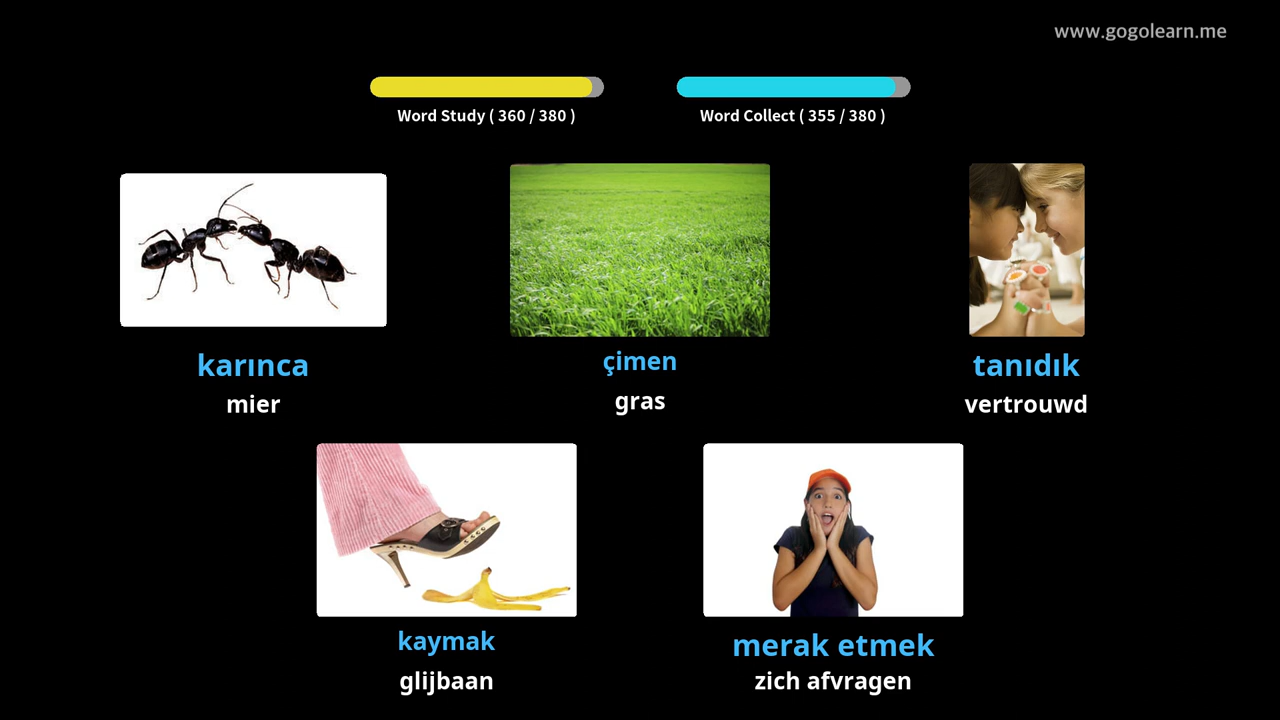 www.gogolearn.me
Word Study ( 360 / 380 )
Word Collect ( 355 / 380 )
karınca
mier
çimen
gras
tanıdık
vertrouwd
kaymak
glijbaan
merak etmek
zich afvragen